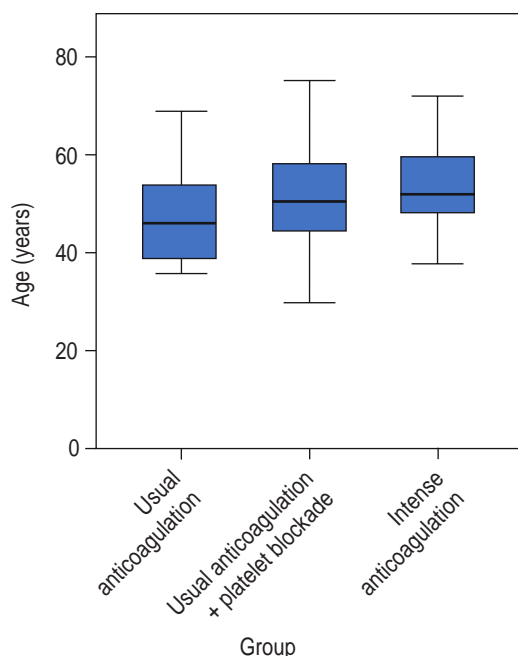 80
60
40
20
0
Age (years)
Usual
anticoagulation
Usual anticoagulation
+ platelet blockade
Intense
anticoagulation
Group